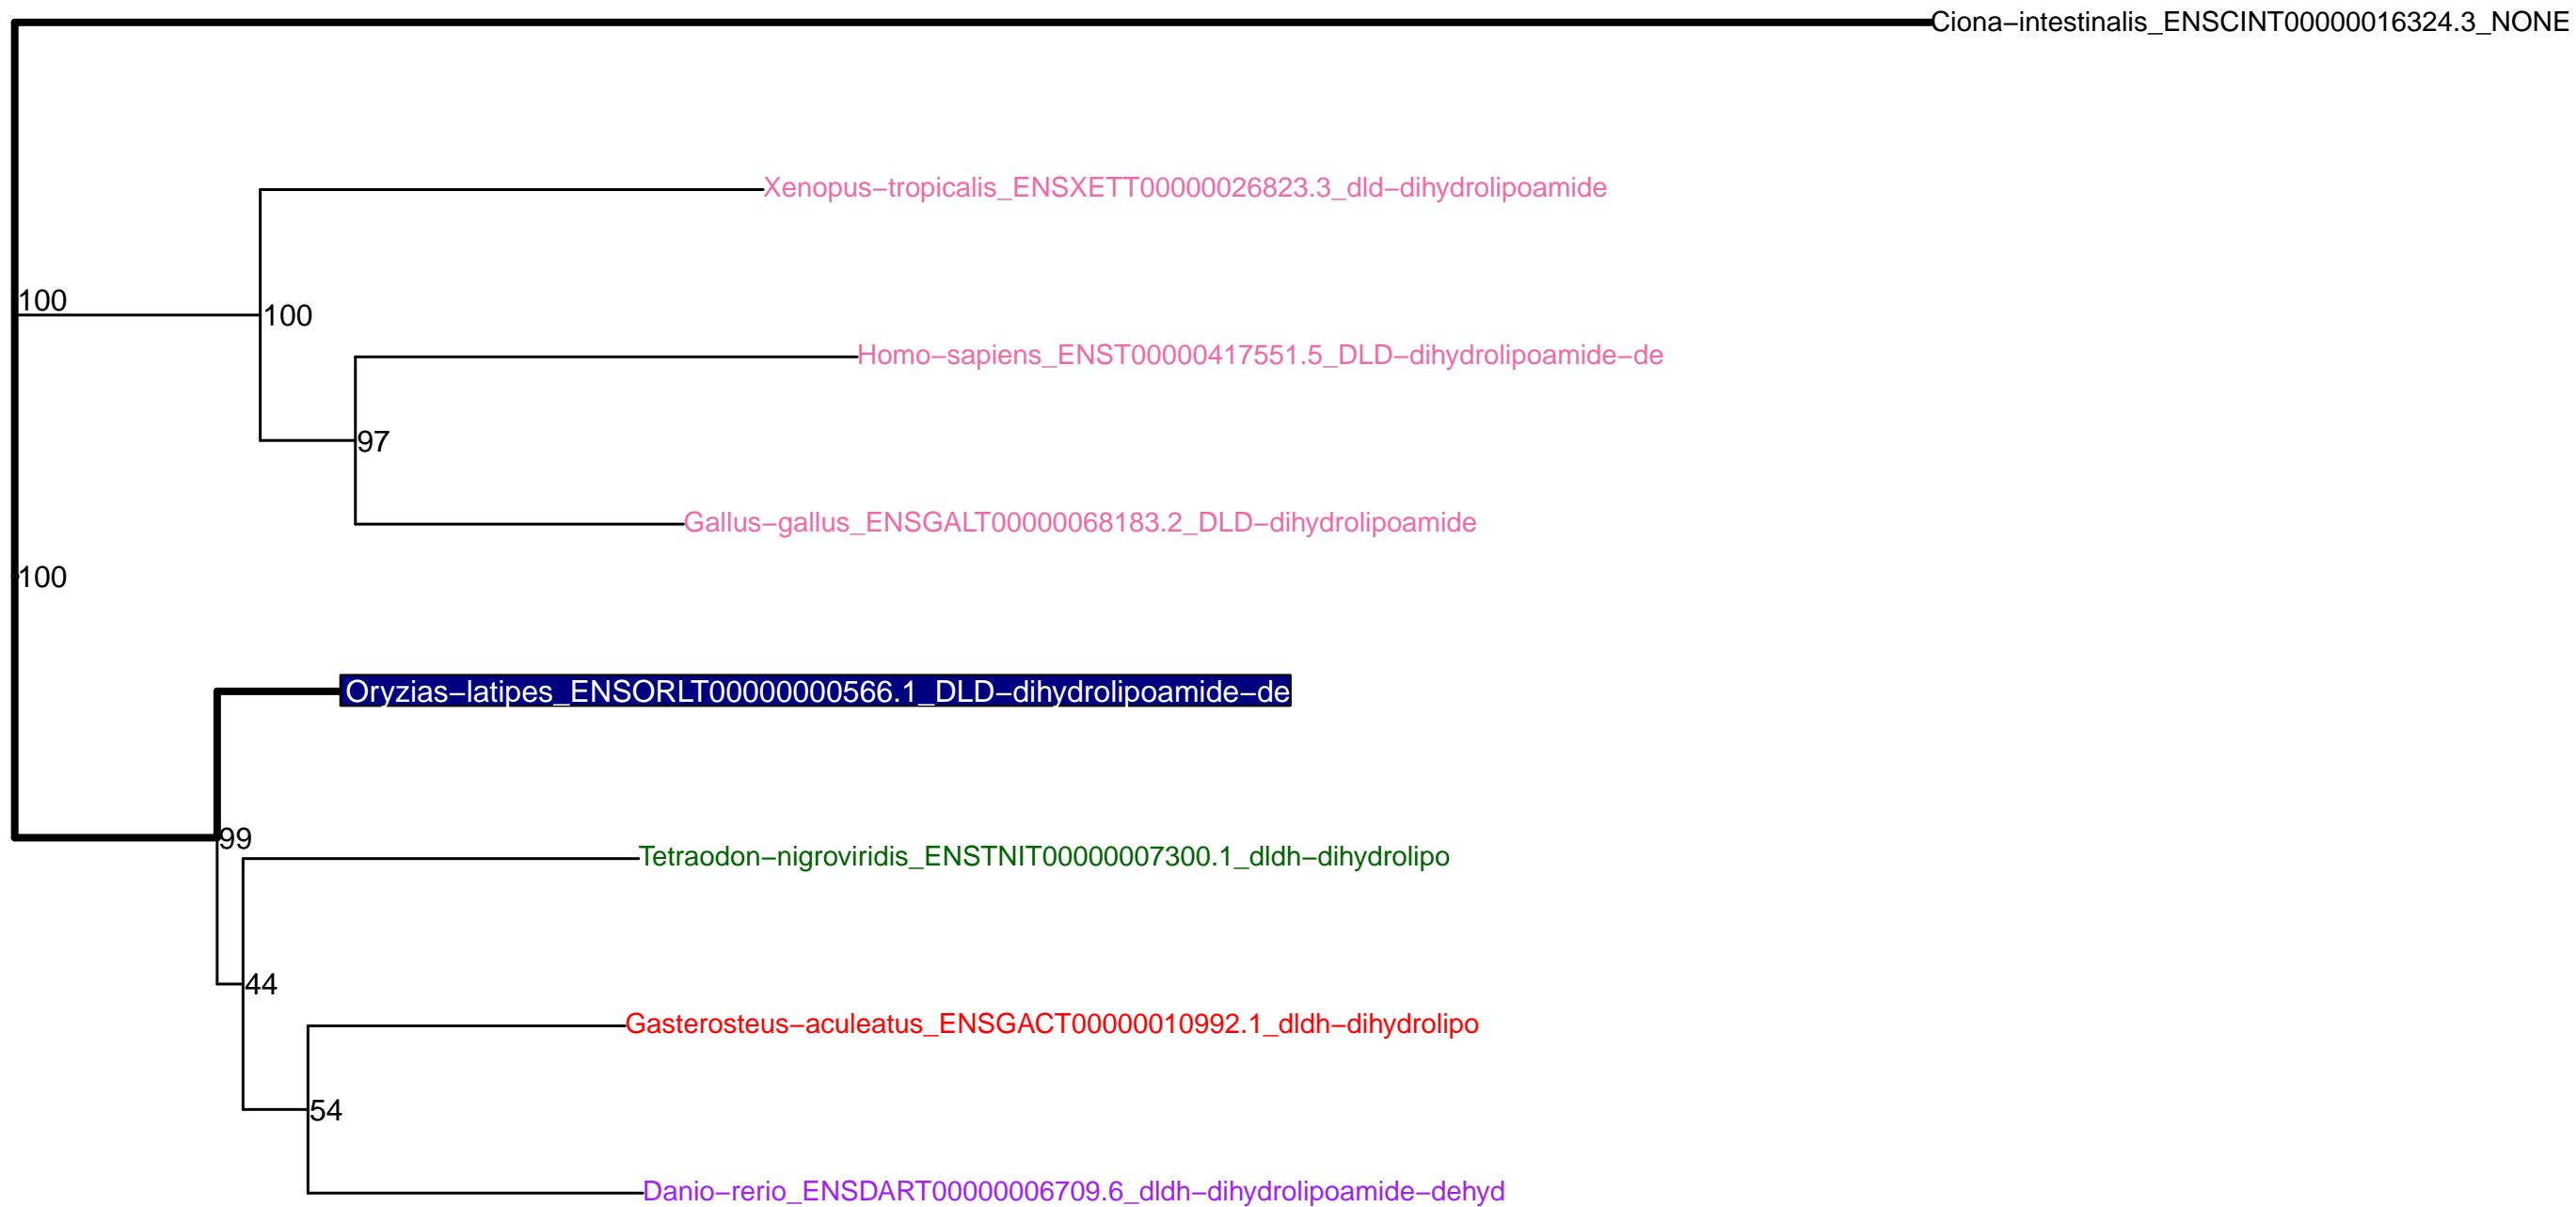 Ciona−intestinalis_ENSCINT00000016324.3_NONE
Xenopus−tropicalis_ENSXETT00000026823.3_dld−dihydrolipoamide
100
100
Homo−sapiens_ENST00000417551.5_DLD−dihydrolipoamide−de
97
Gallus−gallus_ENSGALT00000068183.2_DLD−dihydrolipoamide
100
Oryzias−latipes_ENSORLT00000000566.1_DLD−dihydrolipoamide−de
99
Tetraodon−nigroviridis_ENSTNIT00000007300.1_dldh−dihydrolipo
44
Gasterosteus−aculeatus_ENSGACT00000010992.1_dldh−dihydrolipo
54
Danio−rerio_ENSDART00000006709.6_dldh−dihydrolipoamide−dehyd